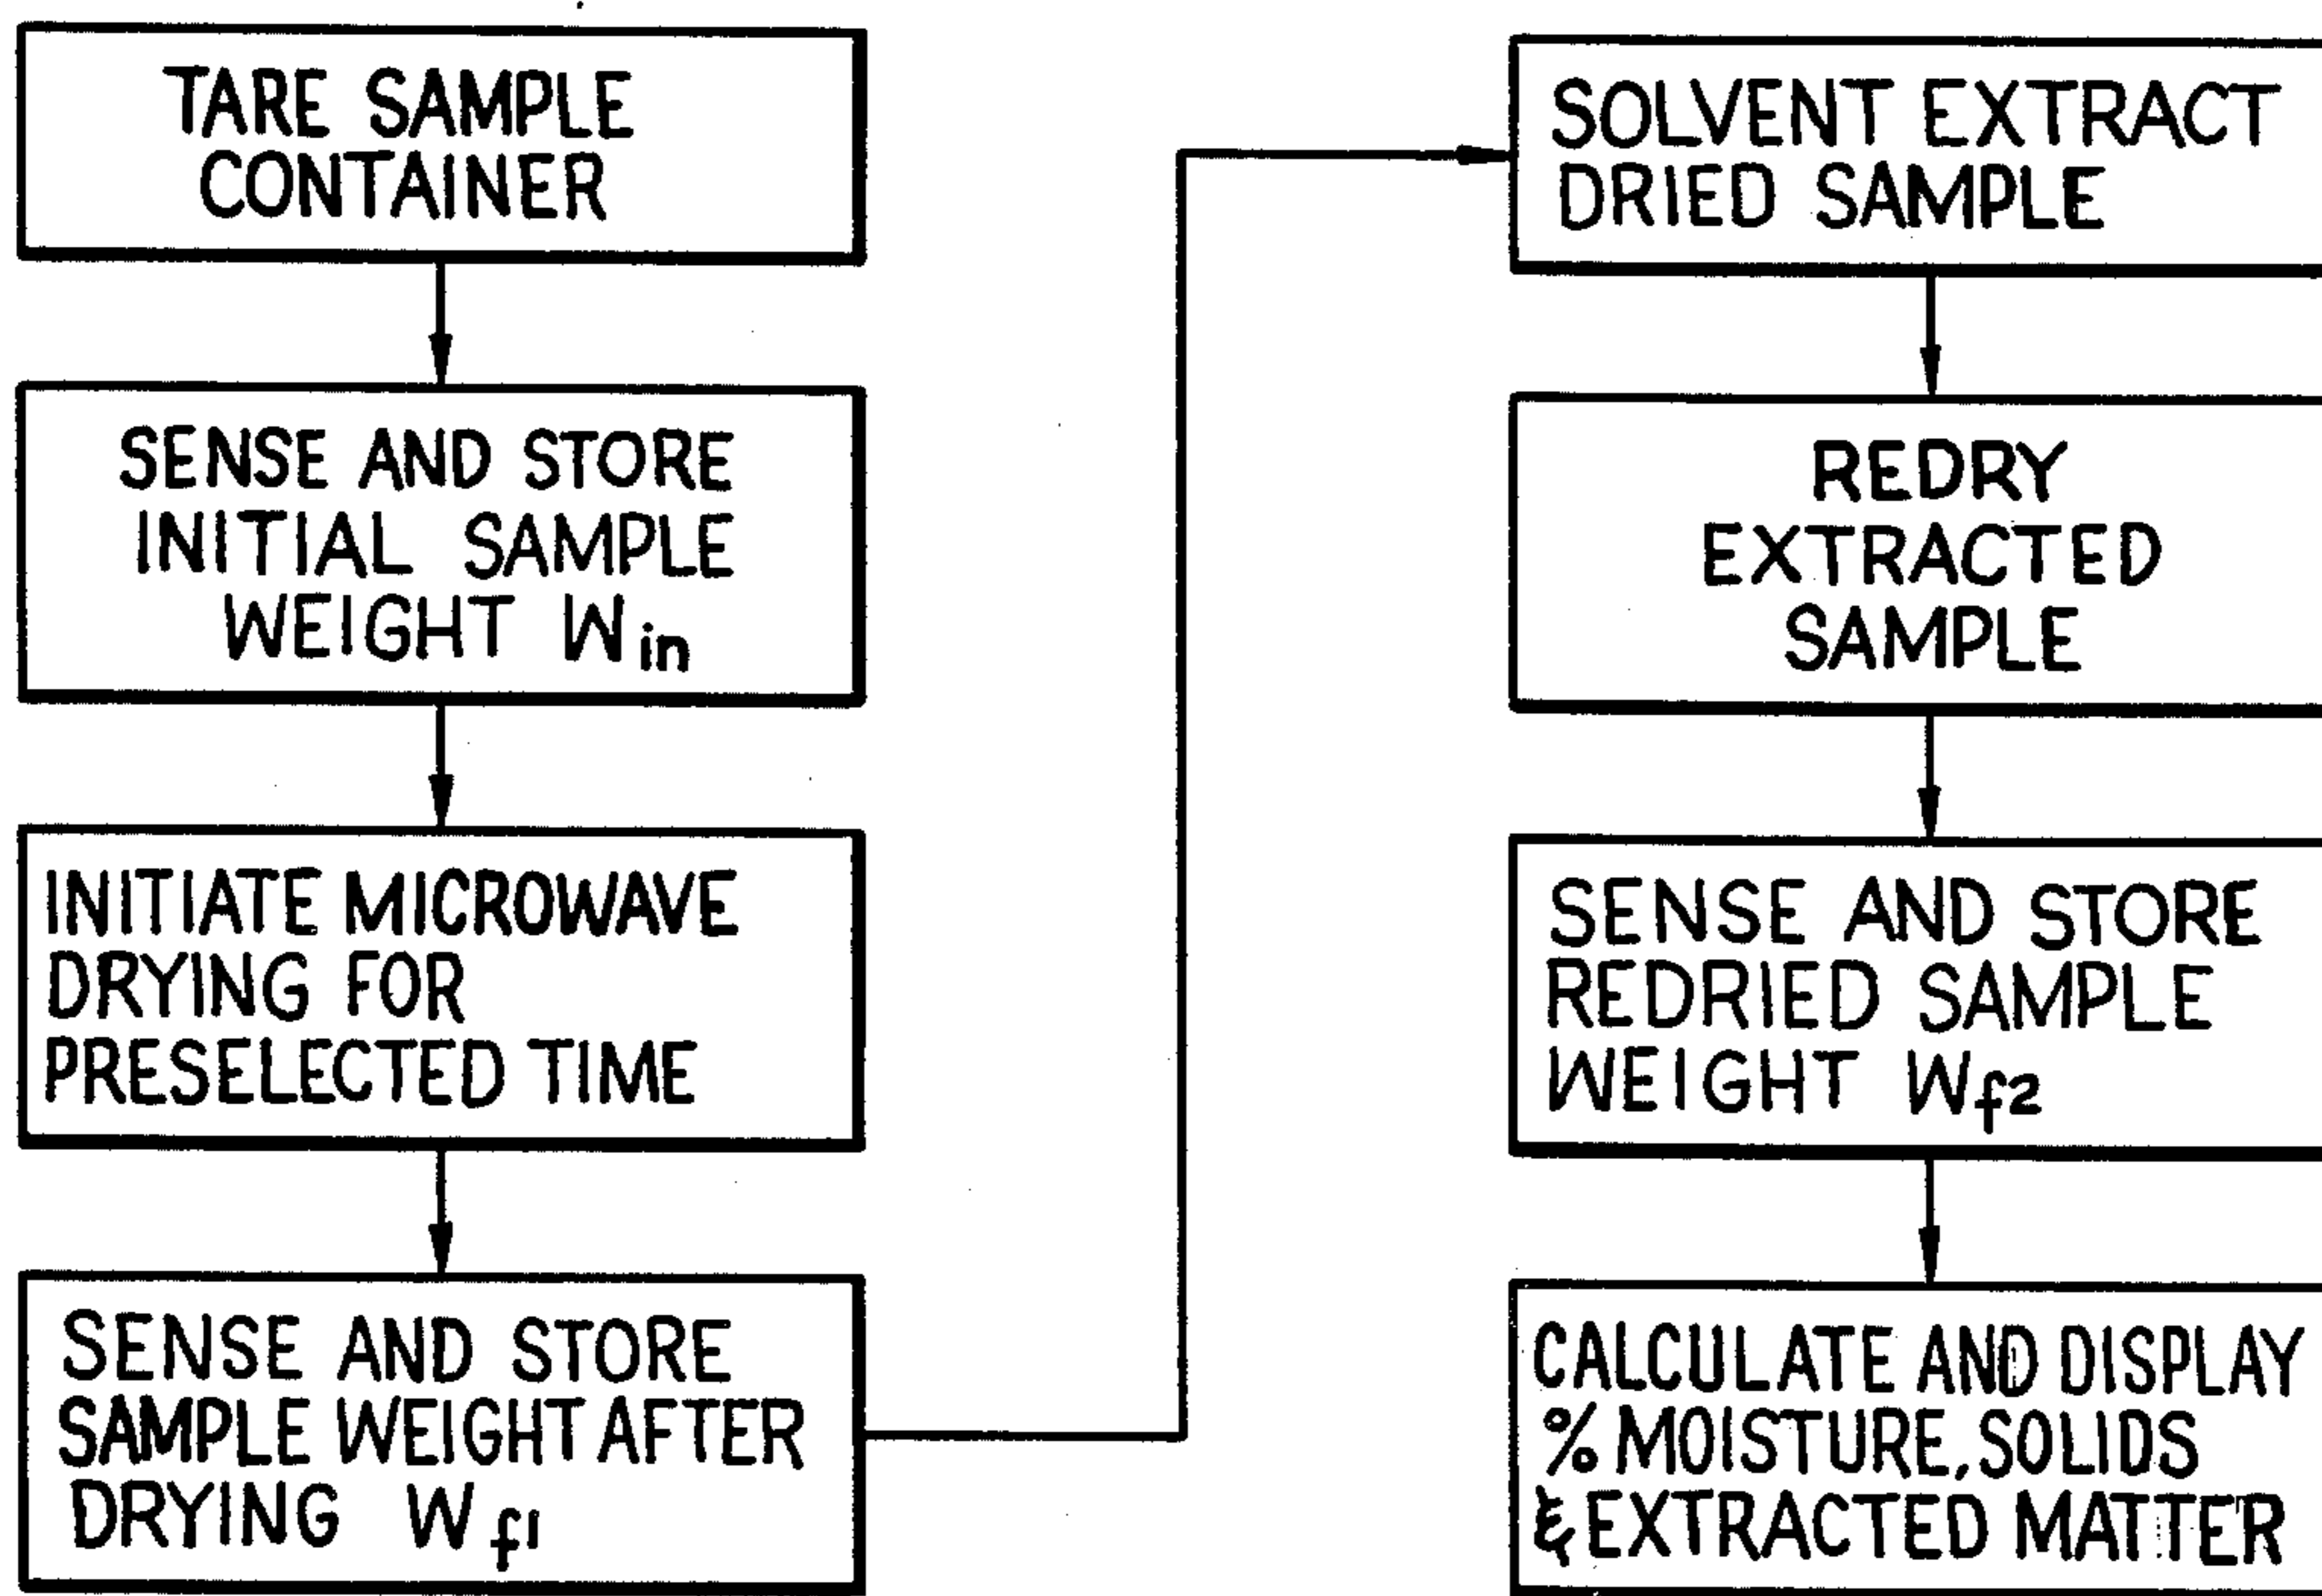 TARE SAMPLE
CONTAINER
SENSE AND STORE
INITIAL SAMPLE
WEIGHT Win
INITIATE MICROWAVE
DRYING FOR
PRESELECTED TIME
SENSE AND STORE
SAMPLE WEIGHT AFTER
DRYING Wf1
SOLVENT EXTRACT
DRIED SAMPLE
REDRY
EXTRACTED
SAMPLE
SENSE AND STORE
REDRIED SAMPLE
WEIGHT Wf2
CALCULATE AND DISPLAY
% MOISTURE, SOLIDS
& EXTRACTED MATTER